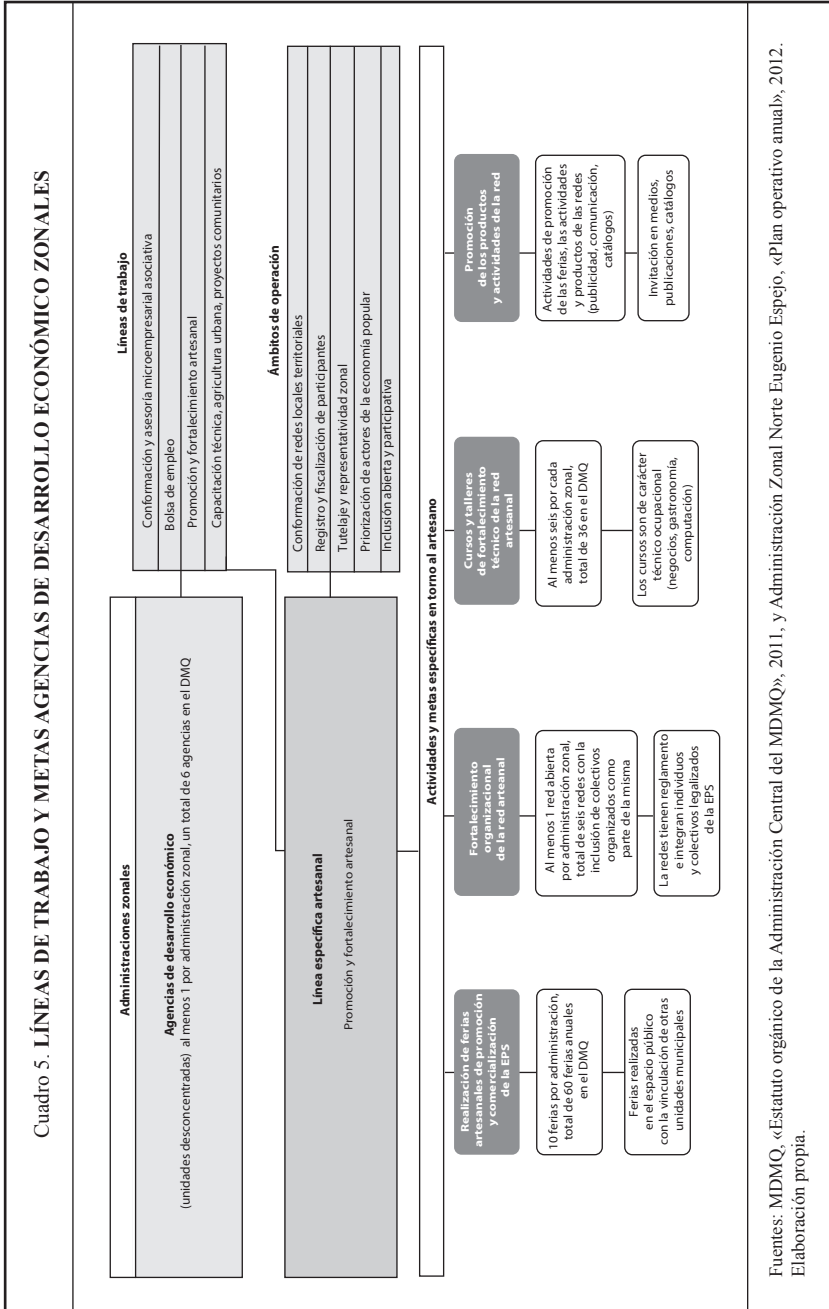 Cuadro 5. LÍNEAS DE TRABAJO Y METAS AGENCIAS DE DESARROLLO ECONÓMICO ZONALES
Administraciones zonales
Agencias de desarrollo económico
(unidades desconcentradas) al menos 1 por administración zonal, un total de 6 agencias en el DMQ
Líneas de trabajo
Conformación y asesoría microempresarial asociativa
Bolsa de empleo
Promoción y fortalecimiento artesanal
Capacitación técnica, agricultura urbana, proyectos comunitarios
Línea específica artesanal
Promoción y fortalecimiento artesanal
Ámbitos de operación
Conformación de redes locales territoriales
Registro y fiscalización de participantes
Tutelaje y representatividad zonal
Priorización de actores de la economía popular
Inclusión abierta y participativa
Actividades y metas específicas en torno al artesano
Realización de ferias
artesanales de promoción
y comercialización
de la EPS
10 ferias por administración,
total de 60 ferias anuales
en el DMQ
Ferias realizadas
en el espacio público
con la vinculación de otras
unidades municipales
Fortalecimiento
organizacional
de la red arteanal
Al menos 1 red abierta
por administración zonal,
total de seis redes con la
inclusión de colectivos
organizados como
parte de la misma
La redes tienen reglamento
e integran individuos
y colectivos legalizados
de la EPS
Cursos y talleres
de fortalecimiento
técnico de la red
artesanal
Al menos seis por cada
administración zonal,
total de 36 en el DMQ
Los cursos son de carácter
técnico ocupacional
(negocios, gastronomía,
computación)
Promoción
de los productos
y actividades de la red
Actividades de promoción
de las ferias, las actividades
y productos de las redes
(publicidad, comunicación,
catálogos)
Invitación en medios,
publicaciones, catálogos
Fuentes: MDMQ, «Estatuto orgánico de la Administración Central del MDMQ», 2011, y Administración Zonal Norte Eugenio Espejo, «Plan operativo anual», 2012.
Elaboración propia.